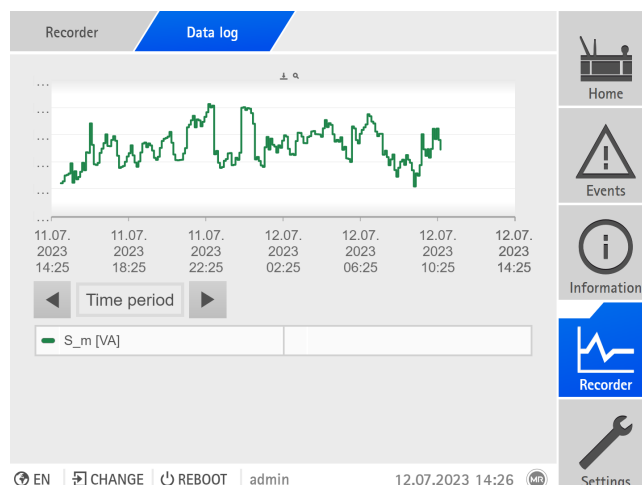 Recorder
Data log
Home
...
...
...
...
...
...
Events
11.07. 11.07. 11.07. 12.07. 12.07. 12.07. 12.07.
2023 2023 2023 2023 2023 2023 2023
14:25 18:25 22:25 02:25 06:25 10:25 14:25
Information
Time period
S_m [VA]
Recorder
EN CHANGE REBOOT admin 12.07.2023 14:26 MR
Settings